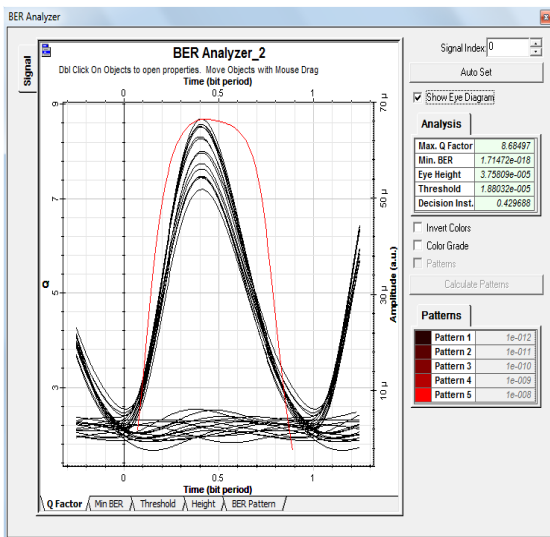 BER Analyzer
Signal
BER Analyzer_2
Dbl Click On Objects to open properties. Move Objects with Mouse Drag
Time (bit period)
0 0.5 1
9
7
5
3
Q
70 µ
50 µ
30 µ
10 µ
Amplitude (a.u.)
0 0.5 1
Time (bit period)
Q Factor Min BER Threshold Height BER Pattern
Signal Index: 0
Auto Set
Show Eye Diagram
Analysis
Max. Q Factor 8.68497
Min. BER 1.71472e-018
Eye Height 3.75809e-005
Threshold 1.88032e-005
Decision Inst. 0.429688
Invert Colors
Color Grade
Patterns
Calculate Patterns
Patterns
Pattern 1 1e-012
Pattern 2 1e-011
Pattern 3 1e-010
Pattern 4 1e-009
Pattern 5 1e-008